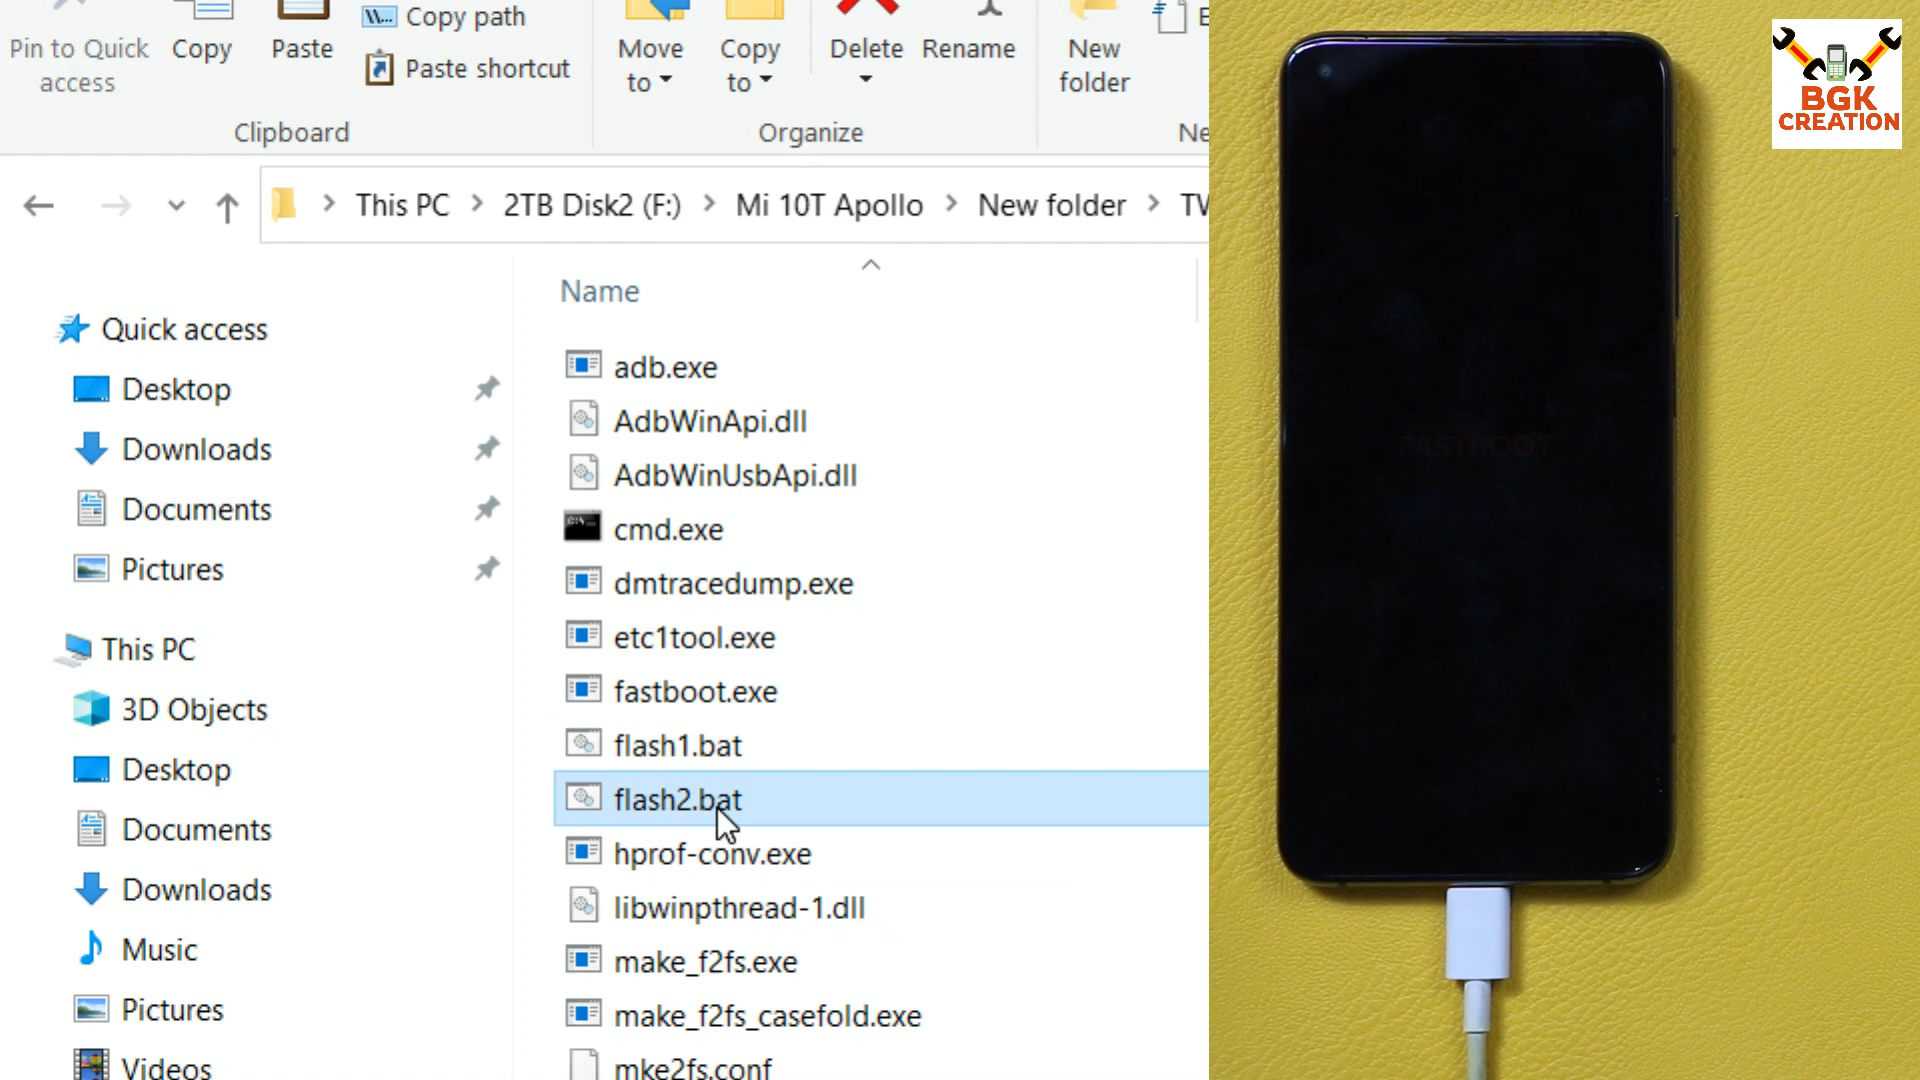 Pin to Quick access
Copy
Paste
Copy path
Paste shortcut
Clipboard
Move to
Copy to
Delete
Rename
Organize
New folder
This PC
2TB Disk2 (F:)
Mi 10T Apollo
New folder
Name
Quick access
Desktop
Downloads
Documents
Pictures
This PC
3D Objects
Desktop
Documents
Downloads
Music
Pictures
Videos
adb.exe
AdbWinApi.dll
AdbWinUsbApi.dll
cmd.exe
dmtracedump.exe
etc1tool.exe
fastboot.exe
flash1.bat
flash2.bat
hprof-conv.exe
libwinpthread-1.dll
make_f2fs.exe
make_f2fs_casefold.exe
mke2fs.conf
FASTBOOT
BGK
CREATION